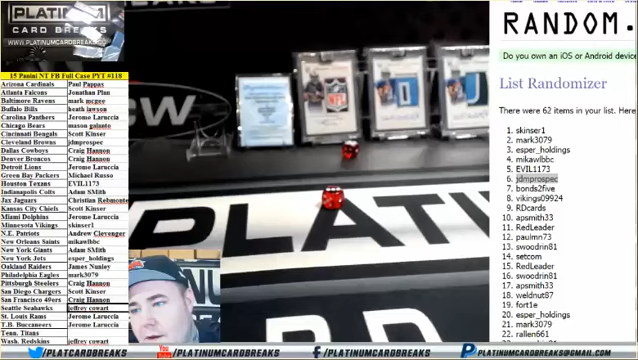 PLATINUM
CARD BREAKS
WWW.PLATINUMCARDBREAKS.COM
15 Panini NT FB Full Case PYT #118
Arizona Cardinals Paul Pappas
Atlanta Falcons Jonathan Plan
Baltimore Ravens mark mcgee
Buffalo Bills heath lawson
Carolina Panthers Jerome Laruccia
Chicago Bears mason galante
Cincinnati Bengals Scott Kinser
Cleveland Browns jdmprospec
Dallas Cowboys Craig Hannon
Denver Broncos Craig Hannon
Detroit Lions Jerome Laruccia
Green Bay Packers Michael Russo
Houston Texans EVIL1173
Indianapolis Colts Adam SMith
Jax Jaguars Christian Rebmonte
Kansas City Chiefs Scott Kinser
Miami Dolphins Jerome Laruccia
Minnesota Vikings skinser1
N.E. Patriots Andrew Clevenger
New Orleans Saints mikawlbbc
New York Giants Adam SMith
New York Jets esper_holdings
Oakland Raiders James Nunley
Philadelphia Eagles mark3079
Pittsburgh Steelers Craig Hannon
San Diego Chargers Scott Kinser
San Francisco 49ers Craig Hannon
Seattle Seahawks jeffrey cowart
St. Louis Rams Jerome Laruccia
T.B. Buccaneers Jerome Laruccia
Tenn. Titans
Wash. Redskins jeffrey cowart
CW
NFL
PLATINU
RD
RANDOM.
Do you own an iOS or Android device
List Randomizer
There were 62 items in your list. Here
1. skinser1
2. mark3079
3. esper_holdings
4. mikawlbbc
5. EVIL1173
6. jdmprospec
7. bonds2five
8. vikings09924
9. RDcards
10. apsmith33
11. RedLeader
12. paulmn73
13. swoodrin81
14. setcom
15. RedLeader
16. swoodrin81
17. apsmith33
18. weldnut87
19. fort1e
20. esper_holdings
21. mark3079
22. rallen661
/PLATCARDBREAKS
/PLATINUMCARDBREAKS
/PLATINUMCARDBREAKS
PLATINUMCARDBREAKS@GMAIL.COM